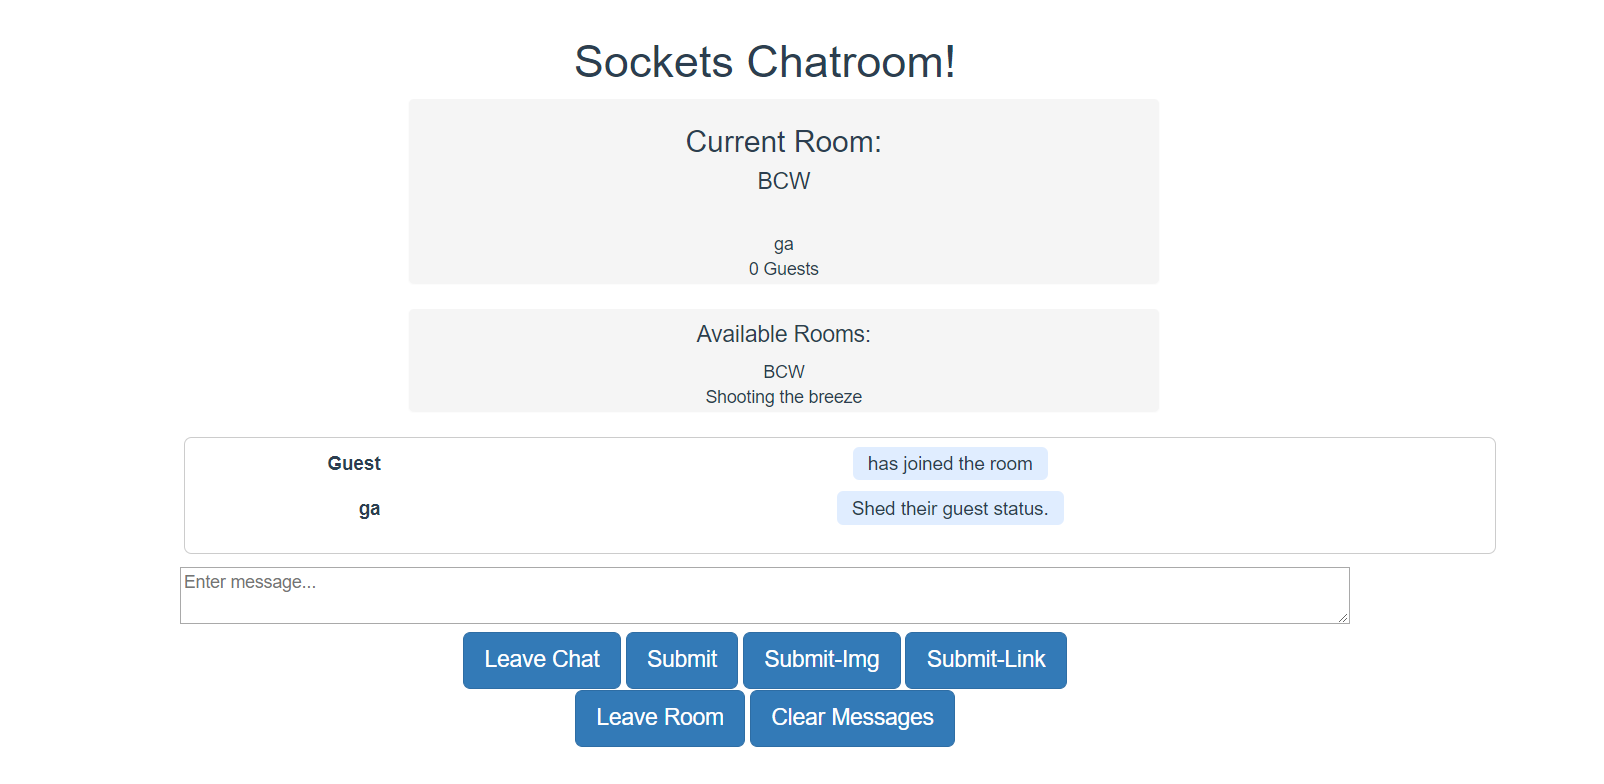 Sockets Chatroom!
Current Room:
BCW
ga
0 Guests
Available Rooms:
BCW
Shooting the breeze
Guest has joined the room
ga Shed their guest status.
Enter message...
Leave Chat Submit Submit-Img Submit-Link
Leave Room Clear Messages